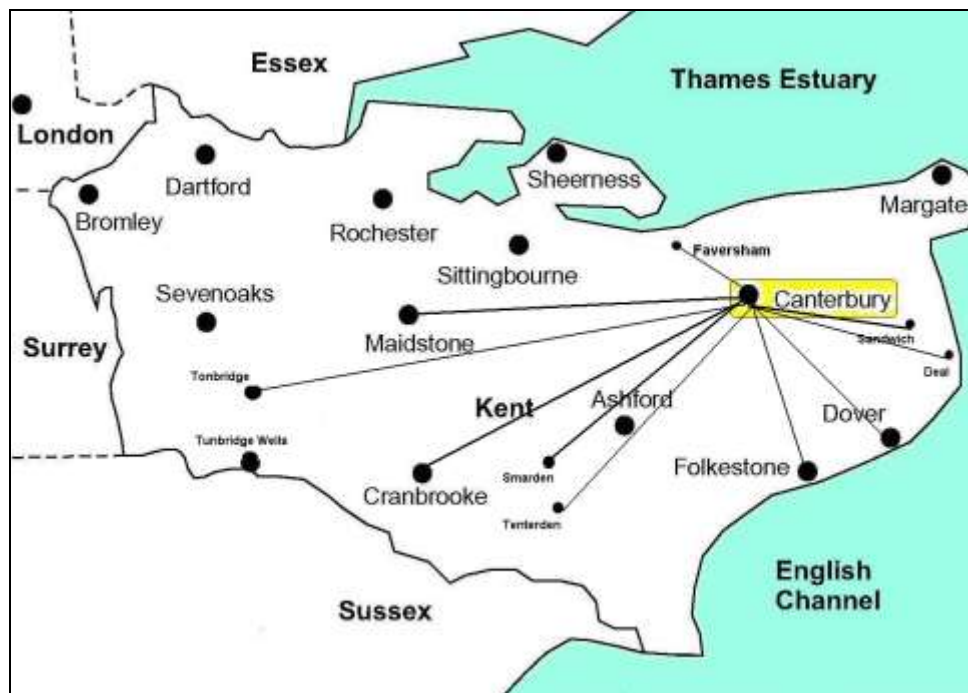 Essex
Thames Estuary
London
Dartford
Sheerness
Margate
Bromley
Rochester
Faversham
Sittingbourne
Sevenoaks
Canterbury
Maidstone
Sandwich
Surrey
Tonbridge
Deal
Kent
Ashford
Dover
Tunbridge Wells
Folkestone
Cranbrooke
Smarden
Tenterden
English
Channel
Sussex